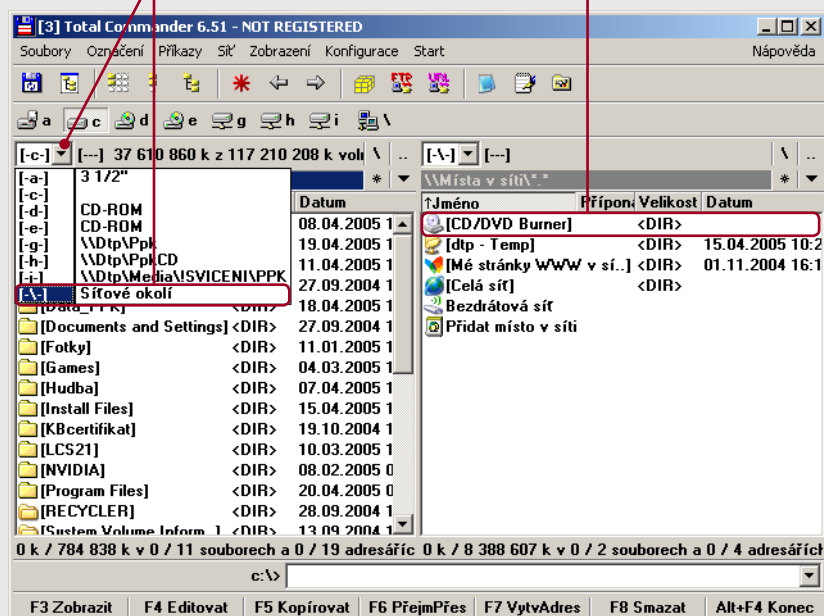 [3] Total Commander 6.51 - NOT REGISTERED
Soubory Označení Příkazy Síť Zobrazení Konfigurace Start Nápověda
FTP URL
a c d e g h i \
[-c-] [---] 37 610 860 k z 117 210 208 k voln \ ..
[-a-] 3 1/2"
[-c-]
[-d-] CD-ROM
[-e-] CD-ROM
[-g-] \\Dtp\Ppk
[-h-] \\Dtp\PpkCD
[-i-] \\Dtp\Media\!SVICENI\PPK
[-\-] Síťové okolí
* Datum
08.04.2005 1
19.04.2005 1
11.04.2005 1
27.09.2004 1
[Data_PPK] <DIR> 18.04.2005 1
[Documents and Settings] <DIR> 27.09.2004 1
[Fotky] <DIR> 11.01.2005 1
[Games] <DIR> 04.03.2005 1
[Hudba] <DIR> 07.04.2005 1
[Install Files] <DIR> 15.04.2005 1
[KBcertifikat] <DIR> 19.10.2004 1
[LCS21] <DIR> 10.03.2005 1
[NVIDIA] <DIR> 08.02.2005 0
[Program Files] <DIR> 20.04.2005 0
[RECYCLER] <DIR> 28.09.2004 1
[System Volume Inform..] <DIR> 13.09.2004 1
0 k / 784 838 k v 0 / 11 souborech a 0 / 19 adresáříc
[-\-] [---] \ ..
\\Místa v síti\*.* *
↑Jméno Přípona Velikost Datum
[CD/DVD Burner] <DIR>
[dtp - Temp] <DIR> 15.04.2005 10:2
[Mé stránky WWW v sí..] <DIR> 01.11.2004 16:1
[Celá síť] <DIR>
Bezdrátová síť
Přidat místo v síti
0 k / 8 388 607 k v 0 / 2 souborech a 0 / 4 adresářích
c:\>
F3 Zobrazit F4 Editovat F5 Kopírovat F6 PřejmPřes F7 VytvAdres F8 Smazat Alt+F4 Konec